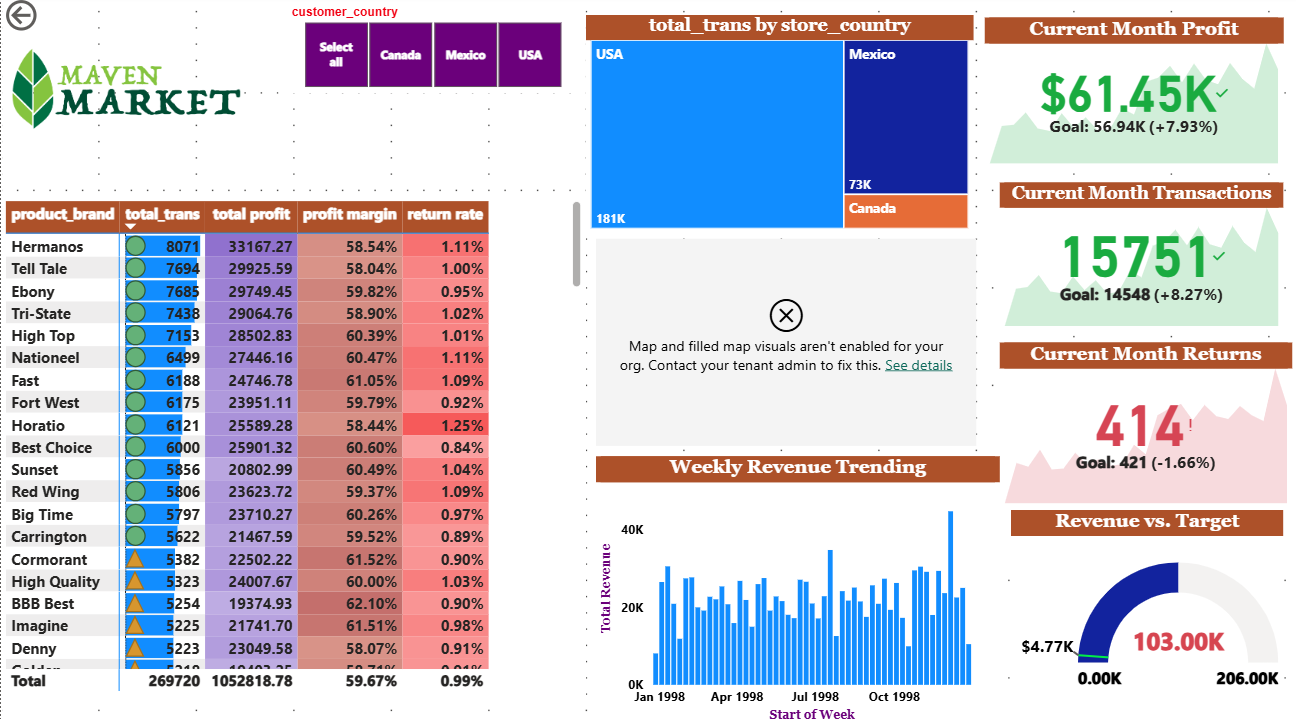 customer_country
Select all
Canada
Mexico
USA
MAVEN
MARKET
product_brand total_trans total profit profit margin return rate
Hermanos 8071 33167.27 58.54% 1.11%
Tell Tale 7694 29925.59 58.04% 1.00%
Ebony 7685 29749.45 59.82% 0.95%
Tri-State 7438 29064.76 58.90% 1.02%
High Top 7153 28502.83 60.39% 1.01%
Nationeel 6499 27446.16 60.47% 1.11%
Fast 6188 24746.78 61.05% 1.09%
Fort West 6175 23951.11 59.79% 0.92%
Horatio 6121 25589.28 58.44% 1.25%
Best Choice 6000 25901.32 60.60% 0.84%
Sunset 5856 20802.99 60.49% 1.04%
Red Wing 5806 23623.72 59.37% 1.09%
Big Time 5797 23710.27 60.26% 0.97%
Carrington 5622 21467.59 59.52% 0.89%
Cormorant 5382 22502.22 61.52% 0.90%
High Quality 5323 24007.67 60.00% 1.03%
BBB Best 5254 19374.93 62.10% 0.90%
Imagine 5225 21741.70 61.51% 0.98%
Denny 5223 23049.58 58.07% 0.91%
Total 269720 1052818.78 59.67% 0.99%
total_trans by store_country
USA
181K
Mexico
73K
Canada
Map and filled map visuals aren't enabled for your
org. Contact your tenant admin to fix this. See details
Weekly Revenue Trending
Total Revenue
40K
20K
0K
Jan 1998 Apr 1998 Jul 1998 Oct 1998
Start of Week
Current Month Profit
$61.45K
Goal: 56.94K (+7.93%)
Current Month Transactions
15751
Goal: 14548 (+8.27%)
Current Month Returns
414!
Goal: 421 (-1.66%)
Revenue vs. Target
$4.77K
103.00K
0.00K 206.00K